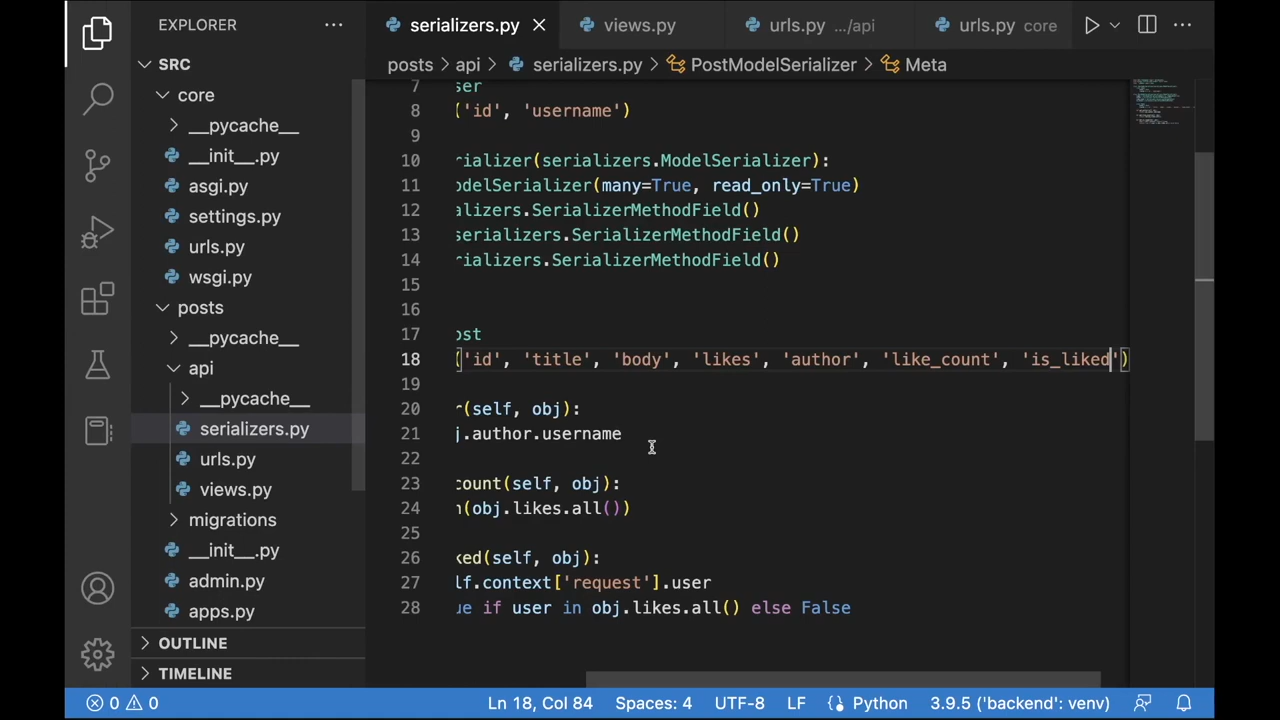 EXPLORER
SRC
core
__pycache__
__init__.py
asgi.py
settings.py
urls.py
wsgi.py
posts
__pycache__
api
__pycache__
serializers.py
urls.py
views.py
migrations
__init__.py
admin.py
apps.py
OUTLINE
TIMELINE
serializers.py views.py urls.py .../api urls.py core
posts > api > serializers.py > PostModelSerializer > Meta
7 ser
8 ('id', 'username')
9
10 rializer(serializers.ModelSerializer):
11 odelSerializer(many=True, read_only=True)
12 alizers.SerializerMethodField()
13 serializers.SerializerMethodField()
14 rializers.SerializerMethodField()
15
16
17 ost
18 ('id', 'title', 'body', 'likes', 'author', 'like_count', 'is_liked')
19
20 r(self, obj):
21 j.author.username
22
23 count(self, obj):
24 n(obj.likes.all())
25
26 ked(self, obj):
27 lf.context['request'].user
28 ue if user in obj.likes.all() else False
0 0 Ln 18, Col 84 Spaces: 4 UTF-8 LF Python 3.9.5 ('backend': venv)